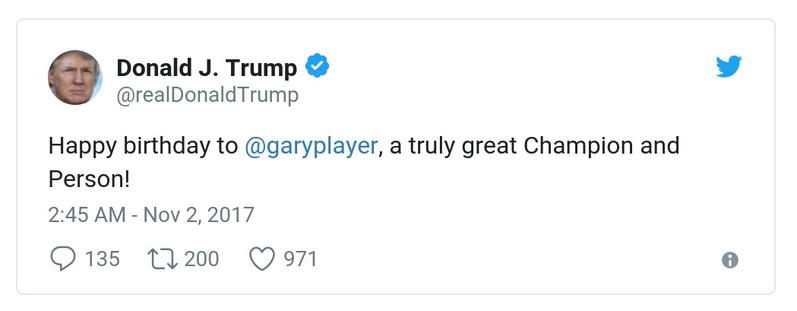 Donald J. Trump
@realDonaldTrump
Happy birthday to @garyplayer, a truly great Champion and
Person!
2:45 AM - Nov 2, 2017
135 200 971